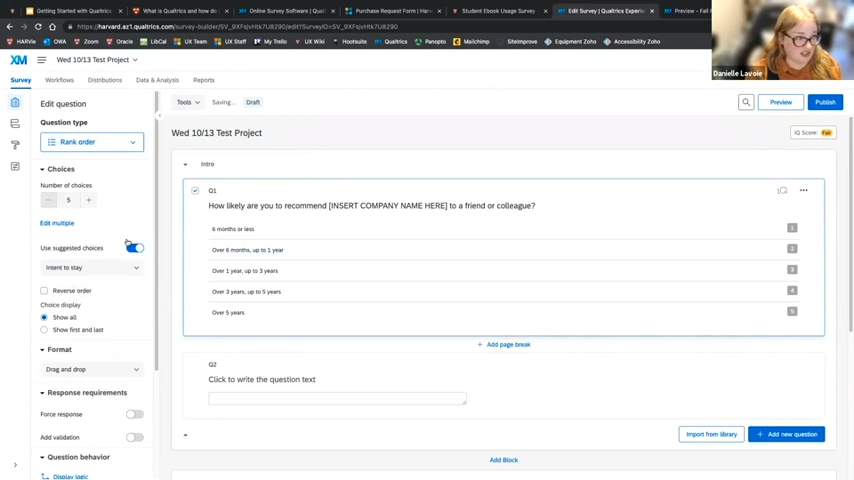 Getting Started with Qualtrics
What is Qualtrics and how do
Online Survey Software | Qual
Purchase Request Form | Harv
Student Ebook Usage Survey
Edit Survey | Qualtrics Experie
Preview - Fall
harvard.az1.qualtrics.com/survey-builder/
HARVie
OWA
Zoom
Oracle
LibCal
UX Team
UX Staff
My Trello
UX Wiki
Hootsuite
Qualtrics
Panopto
Mailchimp
SiteImprove
Equipment Zoho
Accessibility Zoho
Danielle Lavoie
XM
Wed 10/13 Test Project
Survey
Workflows
Distributions
Data & Analysis
Reports
Edit question
Question type
Rank order
Choices
Number of choices
5
Edit multiple
Use suggested choices
Intent to stay
Reverse order
Choice display
Show all
Show first and last
Format
Drag and drop
Response requirements
Force response
Add validation
Question behavior
Display logic
Tools
Saving...
Draft
Preview
Publish
Wed 10/13 Test Project
iQ Score: Fair
Intro
Q1
How likely are you to recommend [INSERT COMPANY NAME HERE] to a friend or colleague?
6 months or less 1
Over 6 months, up to 1 year 2
Over 1 year, up to 3 years 3
Over 3 years, up to 5 years 4
Over 5 years 5
Add page break
Q2
Click to write the question text
Import from library
Add new question
Add Block